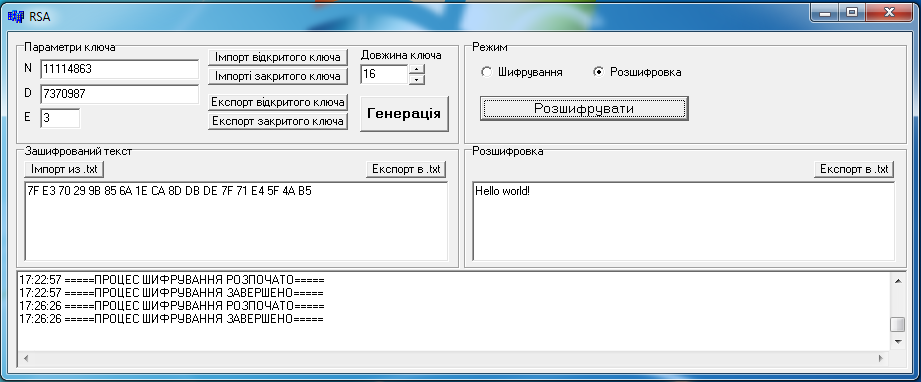 RSA
Параметри ключа
N 11114863
D 7370987
E 3
Імпорт відкритого ключа
Імпорті закритого ключа
Експорт відкритого ключа
Експорт закритого ключа
Довжина ключа
16
Генерація
Режим
Шифрування
Розшифровка
Розшифрувати
Зашифрований текст
Імпорт из .txt
Експорт в .txt
7F E3 70 29 9B 85 6A 1E CA 8D DB DE 7F 71 E4 5F 4A B5
Розшифровка
Експорт в .txt
Hello world!
17:22:57 =====ПРОЦЕС ШИФРУВАННЯ РОЗПОЧАТО=====
17:22:57 =====ПРОЦЕС ШИФРУВАННЯ ЗАВЕРШЕНО=====
17:26:26 =====ПРОЦЕС ШИФРУВАННЯ РОЗПОЧАТО=====
17:26:26 =====ПРОЦЕС ШИФРУВАННЯ ЗАВЕРШЕНО=====